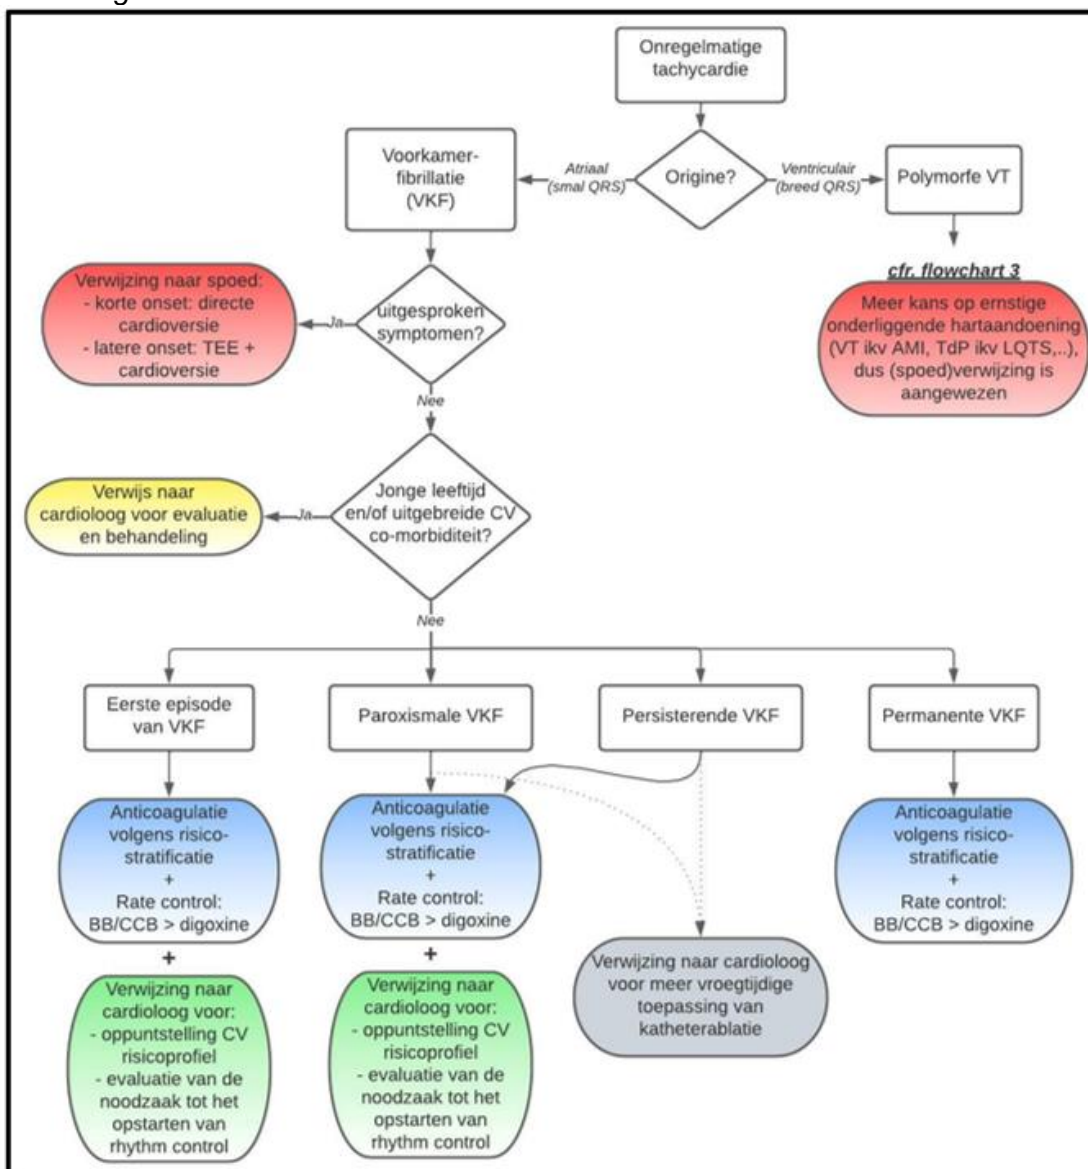 Onregelmatige
tachycardie
Voorkamer-
fibrillatie
(VKF)
Atriaal
(smal QRS)
Origine?
Ventriculair
(breed QRS)
Polymorfe VT
cfr. flowchart 3
Meer kans op ernstige
onderliggende hartaandoening
(VT ikv AMI, TdP ikv LQTS,..),
dus (spoed)verwijzing is
aangewezen
Verwijzing naar spoed:
- korte onset: directe
cardioversie
- latere onset: TEE +
cardioversie
Ja
uitgesproken
symptomen?
Nee
Verwijs naar
cardioloog voor evaluatie
en behandeling
Ja
Jonge leeftijd
en/of uitgebreide CV
co-morbiditeit?
Nee
Eerste episode
van VKF
Paroxismale VKF
Persisterende VKF
Permanente VKF
Anticoagulatie
volgens risico-
stratificatie
+
Rate control:
BB/CCB > digoxine
+
Verwijzing naar
cardioloog voor:
- oppuntstelling CV
risicoprofiel
- evaluatie van de
noodzaak tot het
opstarten van
rhythm control
Anticoagulatie
volgens risico-
stratificatie
+
Rate control:
BB/CCB > digoxine
+
Verwijzing naar
cardioloog voor:
- oppuntstelling CV
risicoprofiel
- evaluatie van de
noodzaak tot het
opstarten van
rhythm control
Verwijzing naar cardioloog
voor meer vroegtijdige
toepassing van
katheterablatie
Anticoagulatie
volgens risico-
stratificatie
+
Rate control:
BB/CCB > digoxine